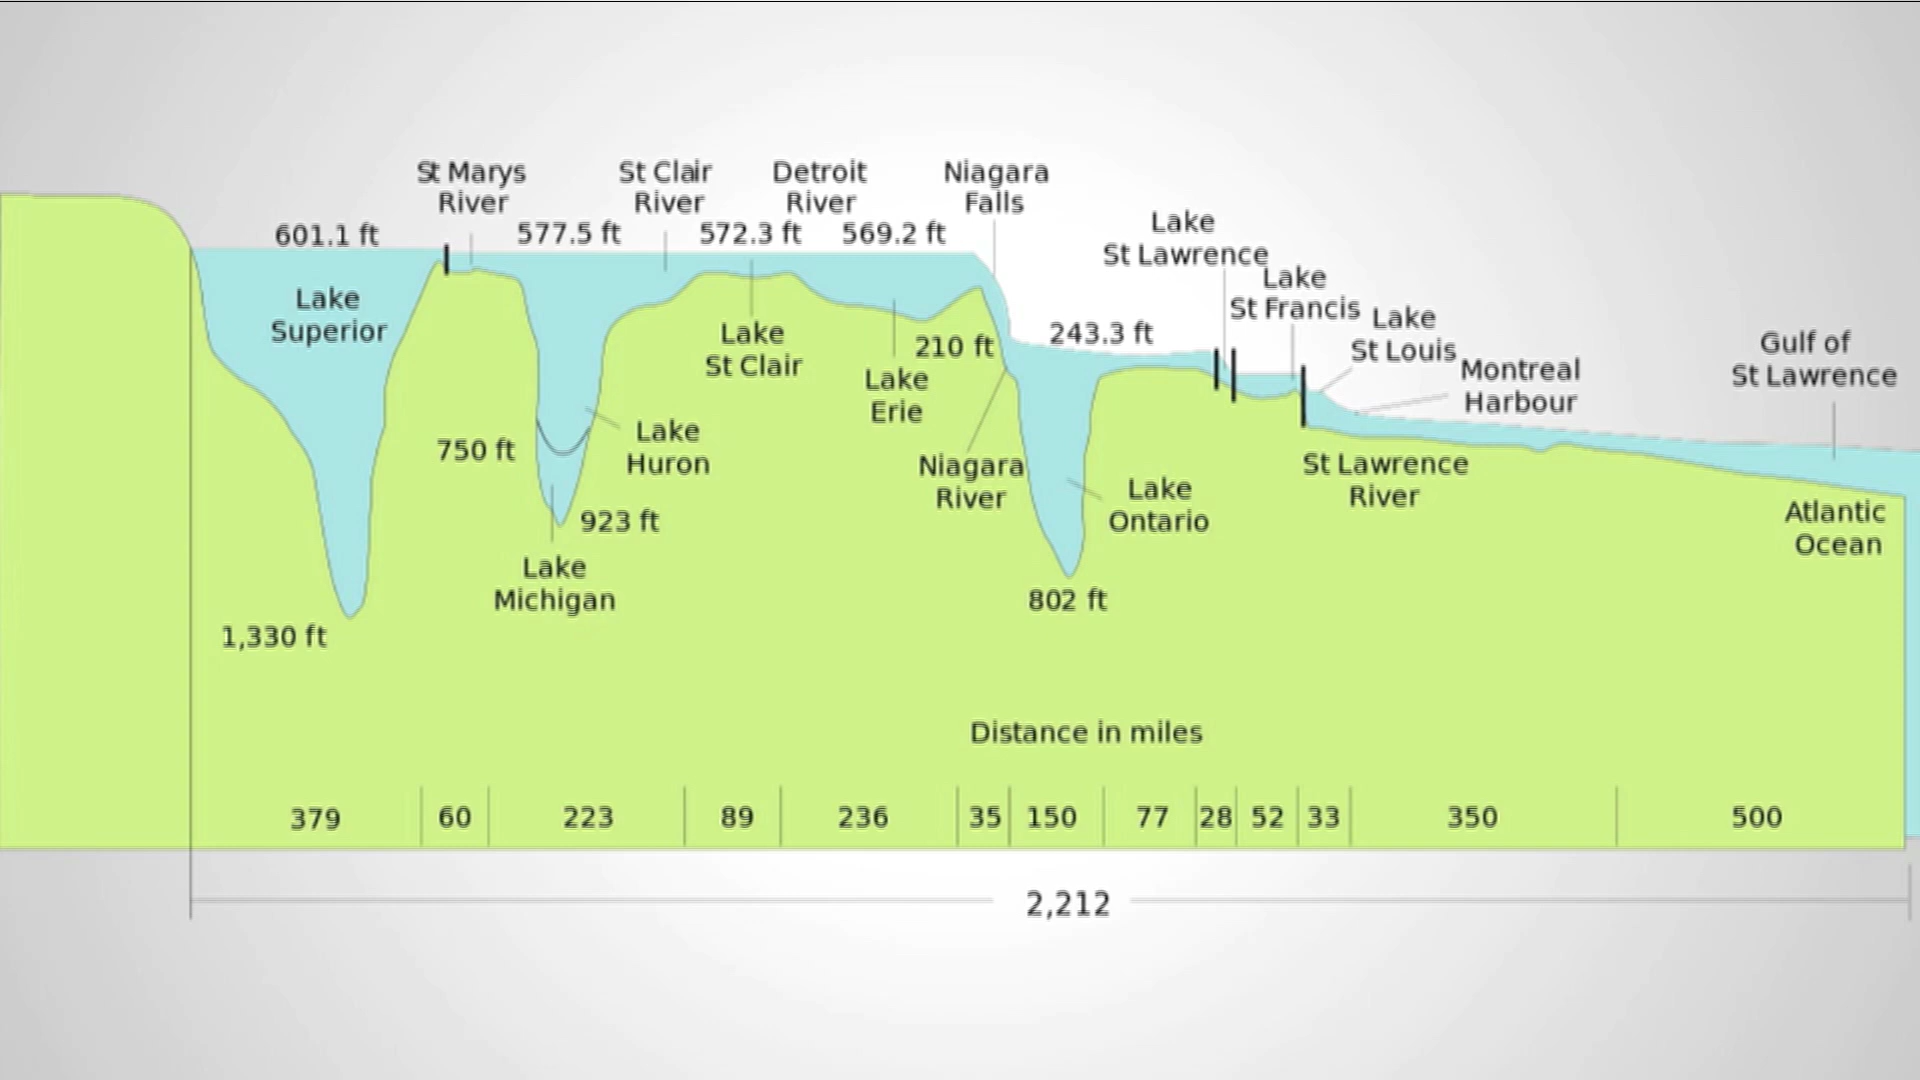 St Marys
River
St Clair
River
Detroit
River
Niagara
Falls
601.1 ft
577.5 ft
572.3 ft
569.2 ft
Lake
St Lawrence
Lake
St Francis
Lake
St Louis
Montreal
Harbour
Gulf of
St Lawrence
Lake
Superior
Lake
St Clair
210 ft
243.3 ft
Lake
Erie
750 ft
Lake
Huron
Niagara
River
Lake
Ontario
St Lawrence
River
Atlantic
Ocean
923 ft
Lake
Michigan
802 ft
1,330 ft
Distance in miles
379
60
223
89
236
35
150
77
28
52
33
350
500
2,212